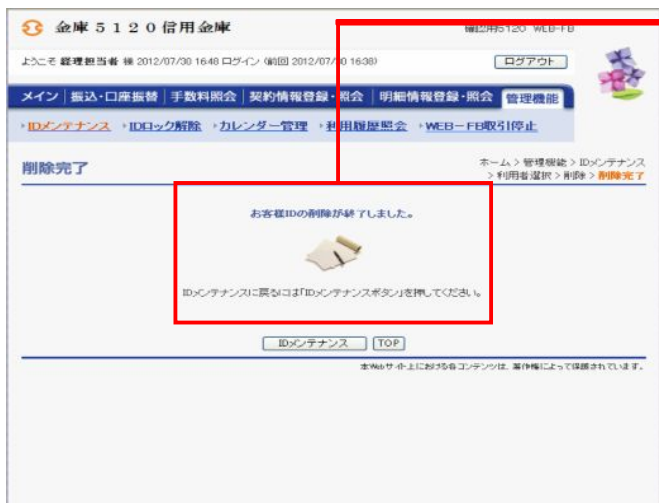 金庫５１２０信用金庫
確認用5120 WEB-FB
ようこそ 経理担当者 様 2012/07/30 16:48 ログイン (前回 2012/07/30 16:38)
ログアウト
メイン 振込・口座振替 手数料照会 契約情報登録・照会 明細情報登録・照会 管理機能
IDメンテナンス IDロック解除 カレンダー管理 利用履歴照会 WEB－FB取引停止
削除完了
ホーム > 管理機能 > IDメンテナンス
> 利用者選択 > 削除 > 削除完了
お客様IDの削除が終了しました。
IDメンテナンスに戻るには「IDメンテナンスボタン」を押してください。
IDメンテナンス TOP
本Webサイト上における各コンテンツは、著作権によって保護されています。